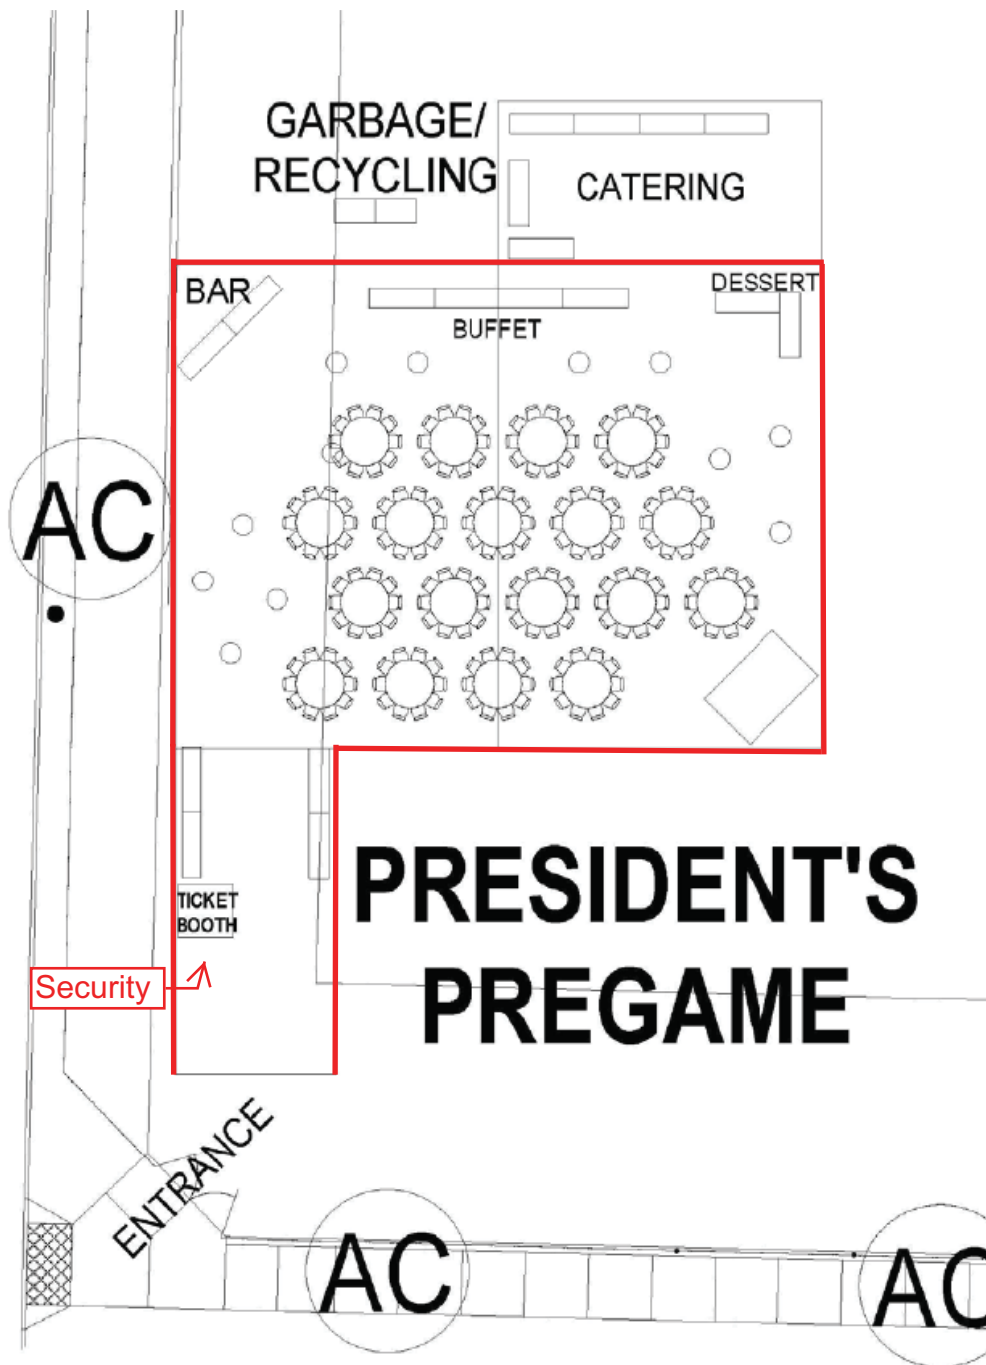 GARBAGE/
RECYCLING
CATERING
BAR
DESSERT
BUFFET
AC
TICKET
BOOTH
PRESIDENT'S
PREGAME
Security
ENTRANCE
AC
AC